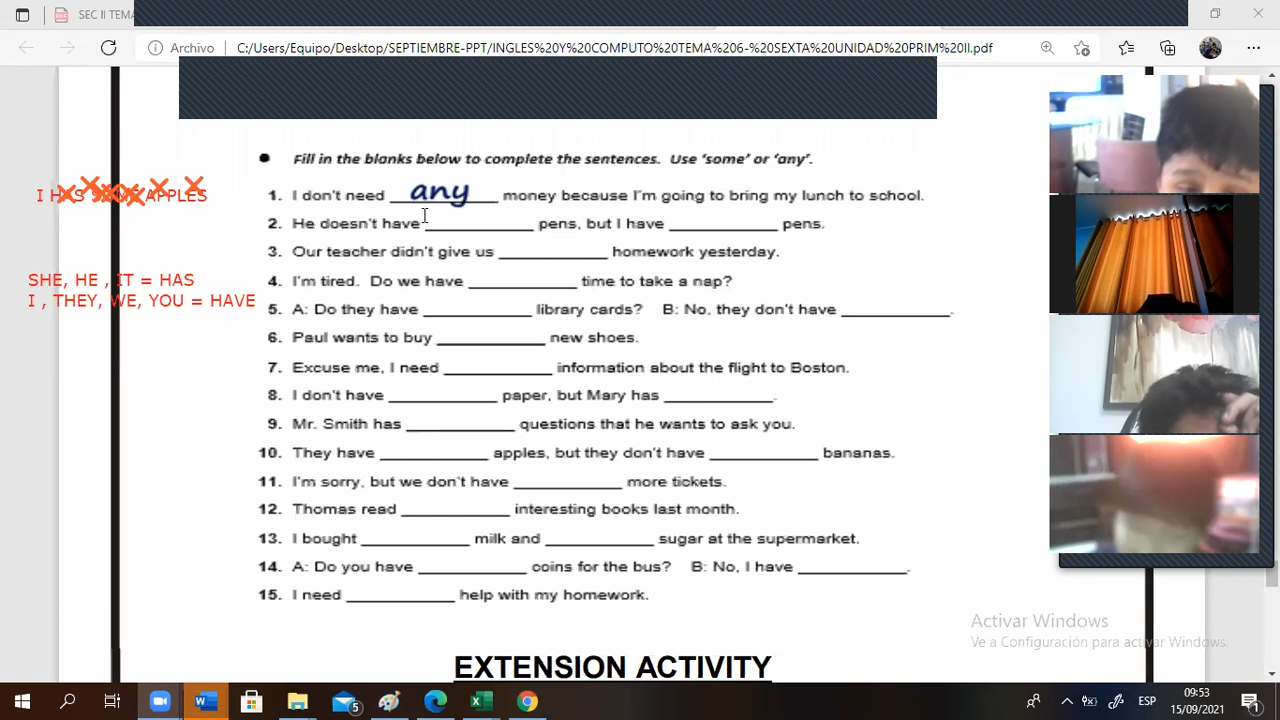 SEC II TEMA
Archivo
C:/Users/Equipo/Desktop/SEPTIEMBRE-PPT/INGLES%20Y%20COMPUTO%20TEMA%206-%20SEXTA%20UNIDAD%20PRIM%20II.pdf
• Fill in the blanks below to complete the sentences. Use ‘some’ or ‘any’.
I HAS SOME APPLES
1. I don’t need any money because I’m going to bring my lunch to school.
2. He doesn’t have __________ pens, but I have __________ pens.
3. Our teacher didn’t give us __________ homework yesterday.
SHE, HE , IT = HAS
4. I’m tired. Do we have __________ time to take a nap?
I , THEY, WE, YOU = HAVE
5. A: Do they have __________ library cards? B: No, they don’t have __________.
6. Paul wants to buy __________ new shoes.
7. Excuse me, I need __________ information about the flight to Boston.
8. I don’t have __________ paper, but Mary has __________.
9. Mr. Smith has __________ questions that he wants to ask you.
10. They have __________ apples, but they don’t have __________ bananas.
11. I’m sorry, but we don’t have __________ more tickets.
12. Thomas read __________ interesting books last month.
13. I bought __________ milk and __________ sugar at the supermarket.
14. A: Do you have __________ coins for the bus? B: No, I have __________.
15. I need __________ help with my homework.
Activar Windows
Ve a Configuración para activar Windows.
EXTENSION ACTIVITY
5
ESP
09:53
15/09/2021
1